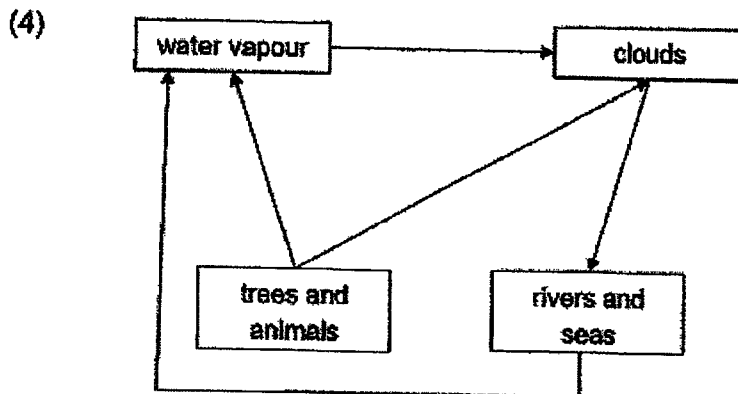 (4)
water vapour
clouds
trees and
animals
rivers and
seas